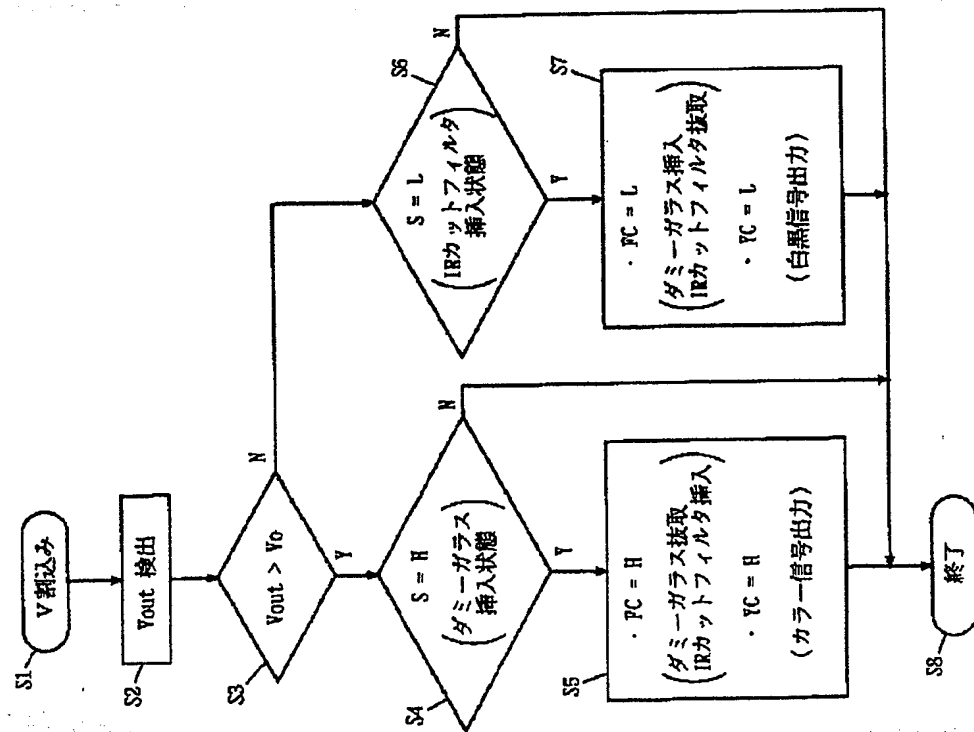 S1
V 割込み
S2
Vout 検出
S3
Vout > Vo
N
Y
S4
S = H
(ダミーガラス
挿入状態)
N
Y
S5
・ FC = H
(ダミーガラス抜取
IRカットフィルタ挿入)
・ YC = H
(カラー信号出力)
S6
S = L
(IRカットフィルタ
挿入状態)
N
Y
S7
・ FC = L
(ダミーガラス挿入
IRカットフィルタ抜取)
・ YC = L
(白黒信号出力)
S8
終了